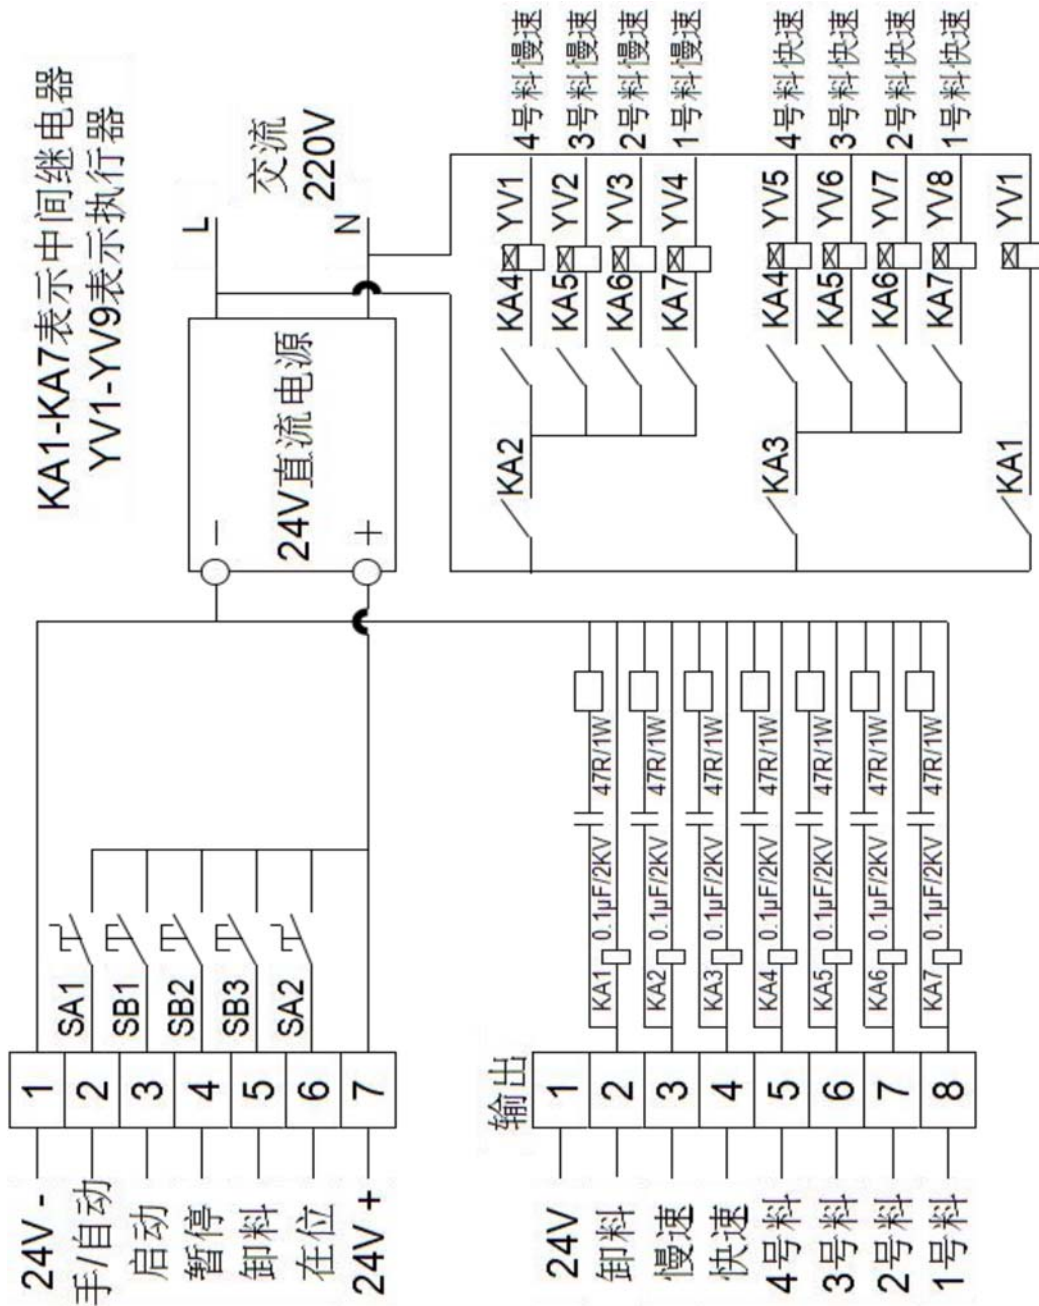 KA1-KA7表示中间继电器
YV1-YV9表示执行器
24V -
手/自动
启动
暂停
卸料
在位
24V +
1
2
3
4
5
6
7
SA1
SB1
SB2
SB3
SA2
24V直流电源
-
+
L
N
交流
220V
输出
24V
卸料
慢速
快速
4号料
3号料
2号料
1号料
1
2
3
4
5
6
7
8
KA1 0.1µF/2KV 47R/1W
KA2 0.1µF/2KV 47R/1W
KA3 0.1µF/2KV 47R/1W
KA4 0.1µF/2KV 47R/1W
KA5 0.1µF/2KV 47R/1W
KA6 0.1µF/2KV 47R/1W
KA7 0.1µF/2KV 47R/1W
KA2
KA4 YV1 4号料慢速
KA5 YV2 3号料慢速
KA6 YV3 2号料慢速
KA7 YV4 1号料慢速
KA3
KA4 YV5 4号料快速
KA5 YV6 3号料快速
KA6 YV7 2号料快速
KA7 YV8 1号料快速
KA1 YV1